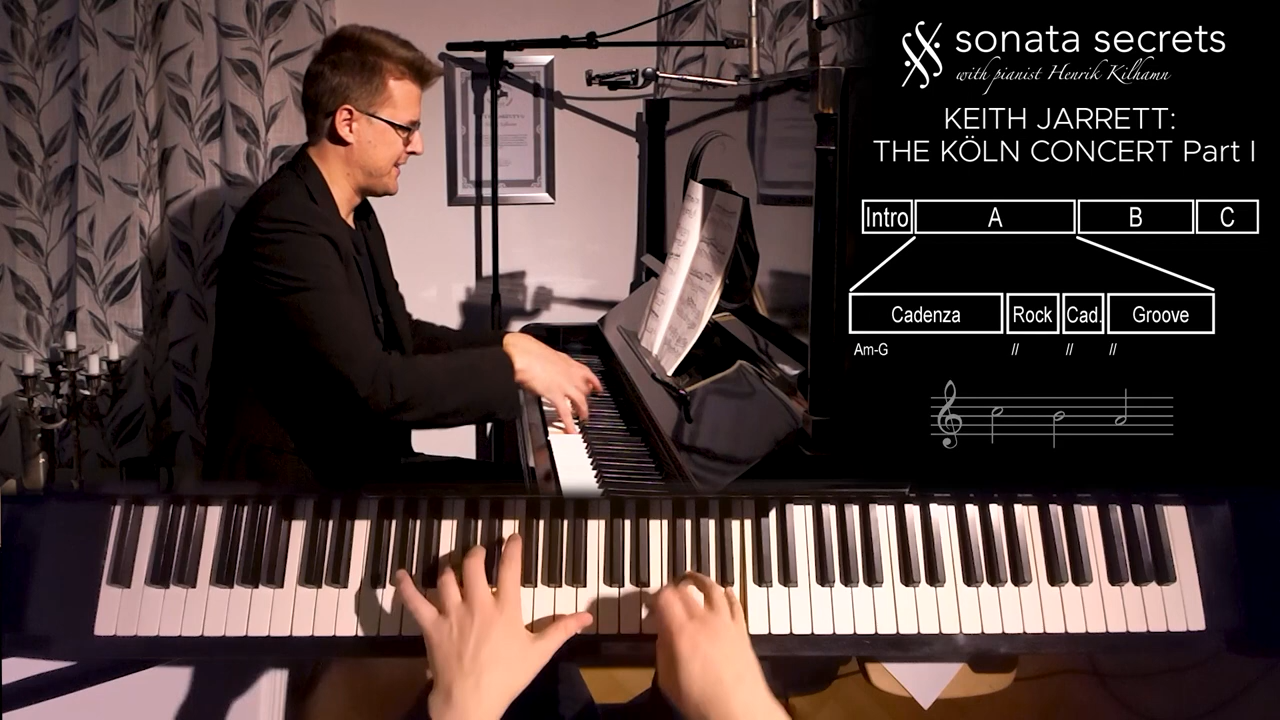 sonata secrets
with pianist Henrik Kilhamn
KEITH JARRETT:
THE KÖLN CONCERT Part I
Intro A B C
Cadenza Rock Cad. Groove
Am-G // // //